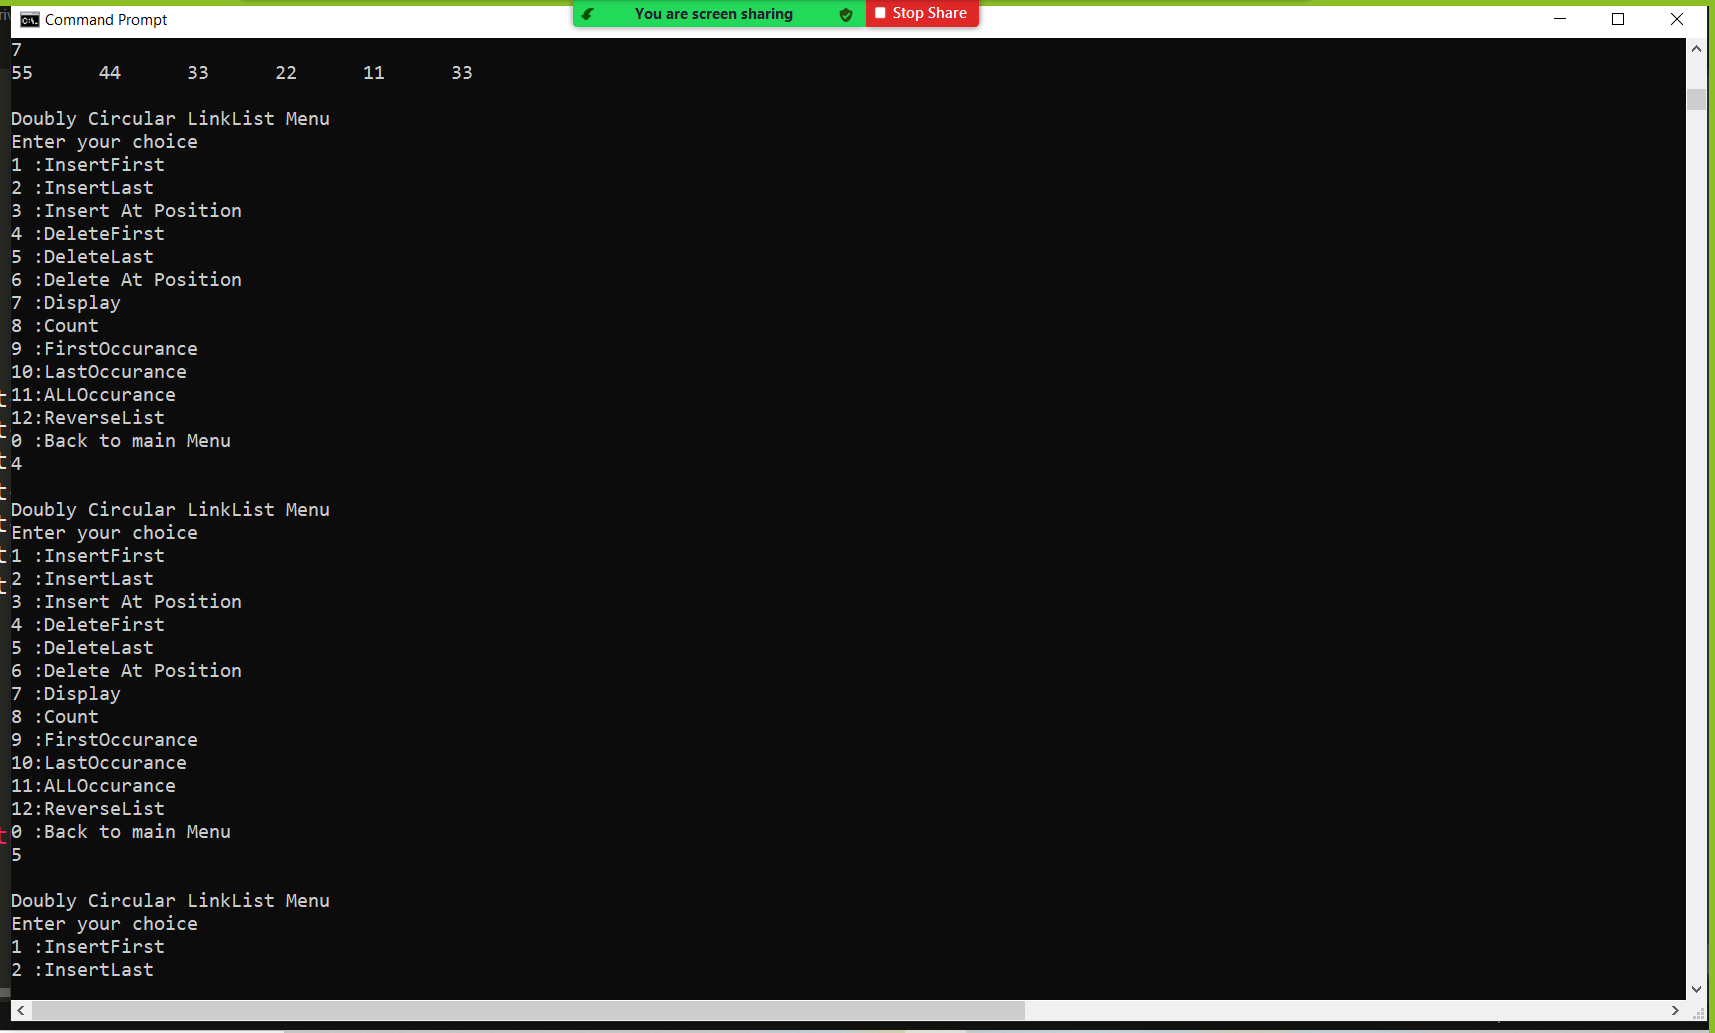 Command Prompt
You are screen sharing
Stop Share
7
55 44 33 22 11 33
Doubly Circular LinkList Menu
Enter your choice
1 :InsertFirst
2 :InsertLast
3 :Insert At Position
4 :DeleteFirst
5 :DeleteLast
6 :Delete At Position
7 :Display
8 :Count
9 :FirstOccurance
10:LastOccurance
11:ALLOccurance
12:ReverseList
0 :Back to main Menu
4
Doubly Circular LinkList Menu
Enter your choice
1 :InsertFirst
2 :InsertLast
3 :Insert At Position
4 :DeleteFirst
5 :DeleteLast
6 :Delete At Position
7 :Display
8 :Count
9 :FirstOccurance
10:LastOccurance
11:ALLOccurance
12:ReverseList
0 :Back to main Menu
5
Doubly Circular LinkList Menu
Enter your choice
1 :InsertFirst
2 :InsertLast